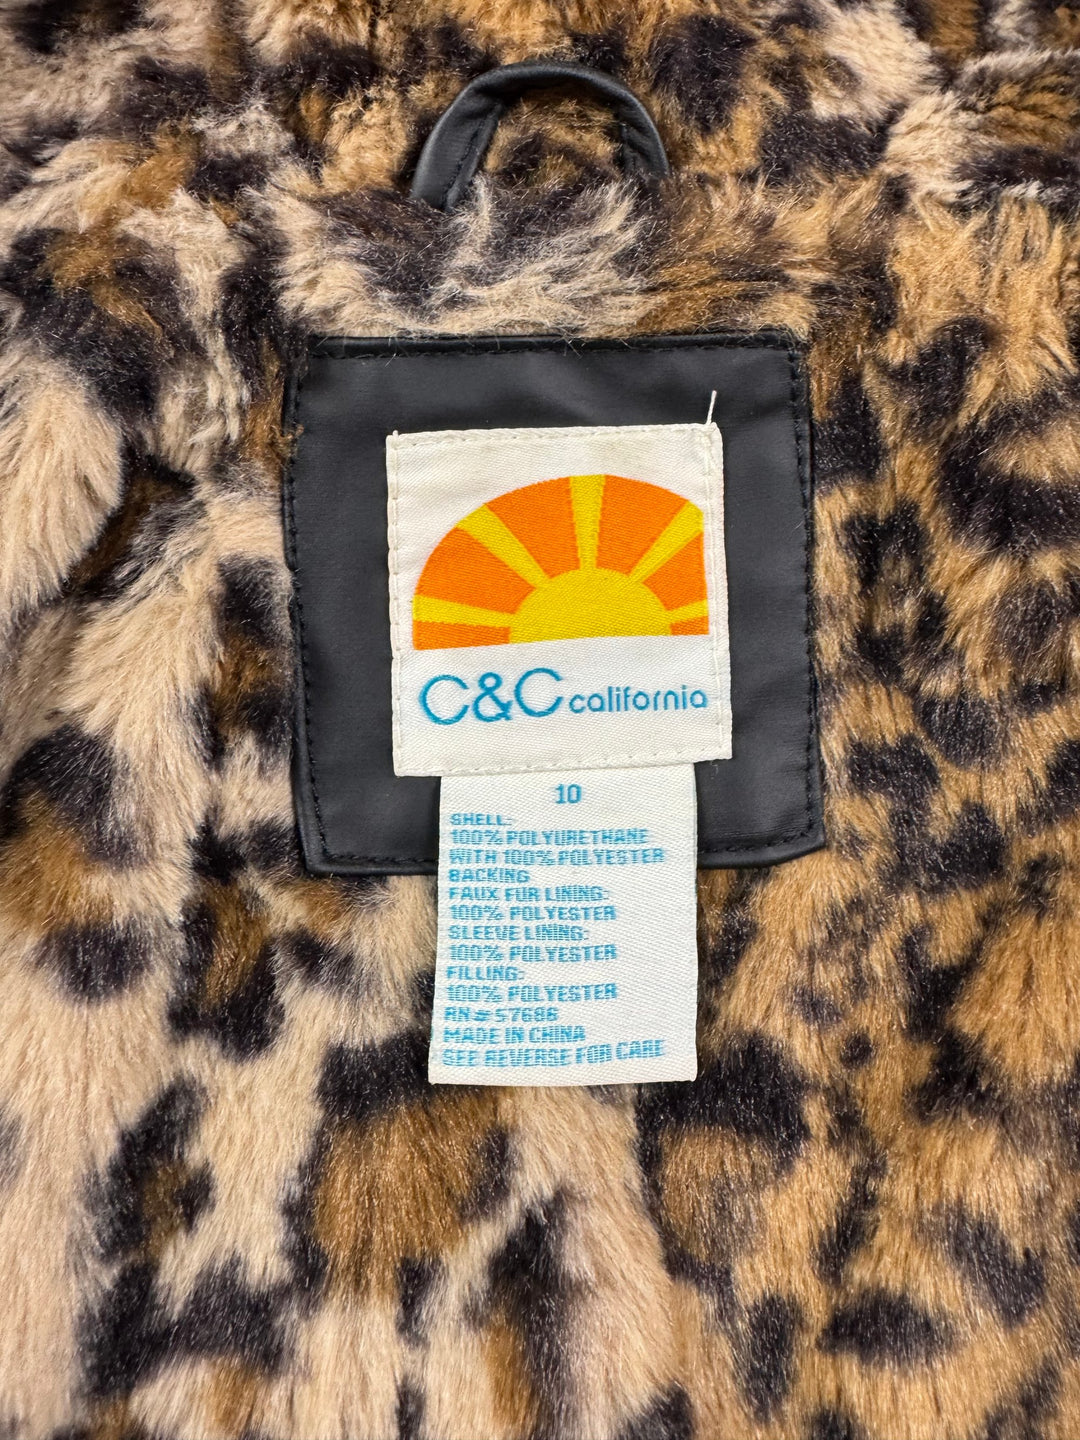 C&C california
10
SHELL:
100% POLYURETHANE
WITH 100% POLYESTER
BACKING
FAUX FUR LINING:
100% POLYESTER
SLEEVE LINING:
100% POLYESTER
FILLING:
100% POLYESTER
RN#57686
MADE IN CHINA
SEE REVERSE FOR CARE